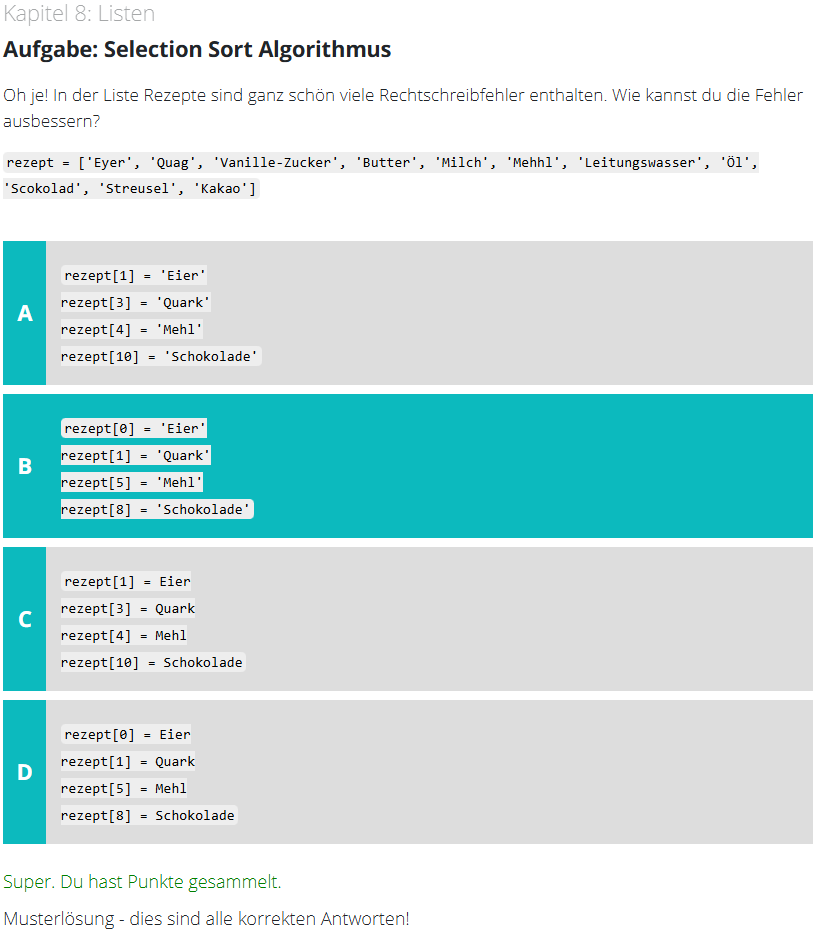 Kapitel 8: Listen
Aufgabe: Selection Sort Algorithmus
Oh je! In der Liste Rezepte sind ganz schön viele Rechtschreibfehler enthalten. Wie kannst du die Fehler
ausbessern?
rezept = ['Eyer', 'Quag', 'Vanille-Zucker', 'Butter', 'Milch', 'Mehhl', 'Leitungswasser', 'Öl',
'Scokolad', 'Streusel', 'Kakao']
A
rezept[1] = 'Eier'
rezept[3] = 'Quark'
rezept[4] = 'Mehl'
rezept[10] = 'Schokolade'
B
rezept[0] = 'Eier'
rezept[1] = 'Quark'
rezept[5] = 'Mehl'
rezept[8] = 'Schokolade'
C
rezept[1] = Eier
rezept[3] = Quark
rezept[4] = Mehl
rezept[10] = Schokolade
D
rezept[0] = Eier
rezept[1] = Quark
rezept[5] = Mehl
rezept[8] = Schokolade
Super. Du hast Punkte gesammelt.
Musterlösung - dies sind alle korrekten Antworten!